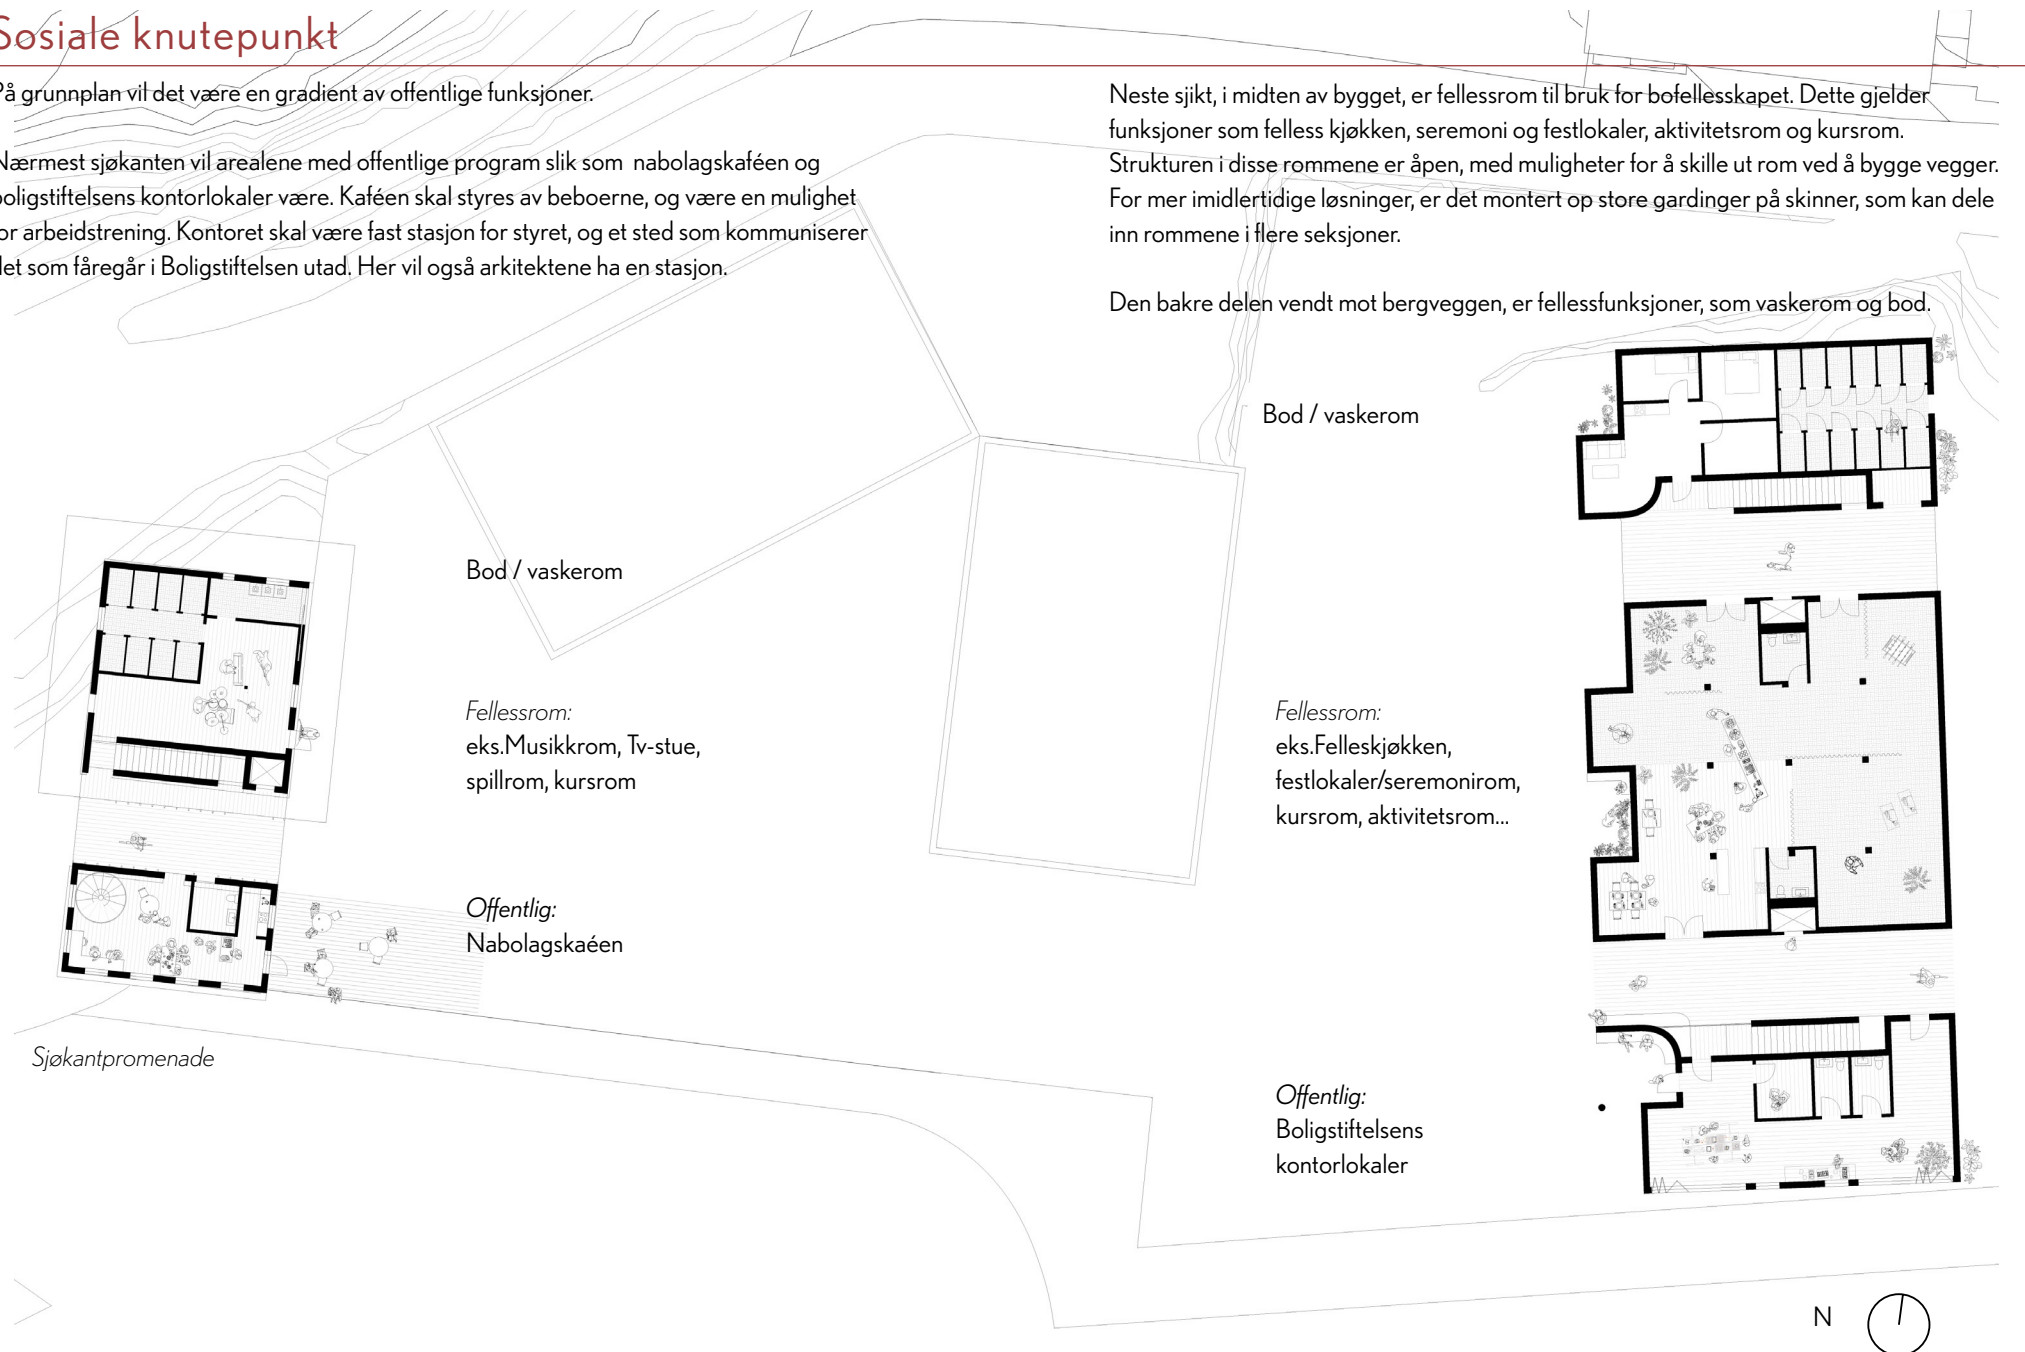 Sosiale knutepunkt
På grunnplan vil det være en gradient av offentlige funksjoner.
Nærmest sjøkanten vil arealene med offentlige program slik som nabolagskaféen og
boligstiftelsens kontorlokaler være. Kaféen skal styres av beboerne, og være en mulighet
for arbeidstrening. Kontoret skal være fast stasjon for styret, og et sted som kommuniserer
det som fåregår i Boligstiftelsen utad. Her vil også arkitektene ha en stasjon.
Neste sjikt, i midten av bygget, er fellessrom til bruk for bofellesskapet. Dette gjelder
funksjoner som felless kjøkken, seremoni og festlokaler, aktivitetsrom og kursrom.
Strukturen i disse rommene er åpen, med muligheter for å skille ut rom ved å bygge vegger.
For mer imidlertidige løsninger, er det montert op store gardinger på skinner, som kan dele
inn rommene i flere seksjoner.
Den bakre delen vendt mot bergveggen, er fellessfunksjoner, som vaskerom og bod.
Bod / vaskerom
Fellessrom:
eks.Musikkrom, Tv-stue,
spillrom, kursrom
Offentlig:
Nabolagskaéen
Sjøkantpromenade
Bod / vaskerom
Fellessrom:
eks.Felleskjøkken,
festlokaler/seremonirom,
kursrom, aktivitetsrom...
Offentlig:
Boligstiftelsens
kontorlokaler
N